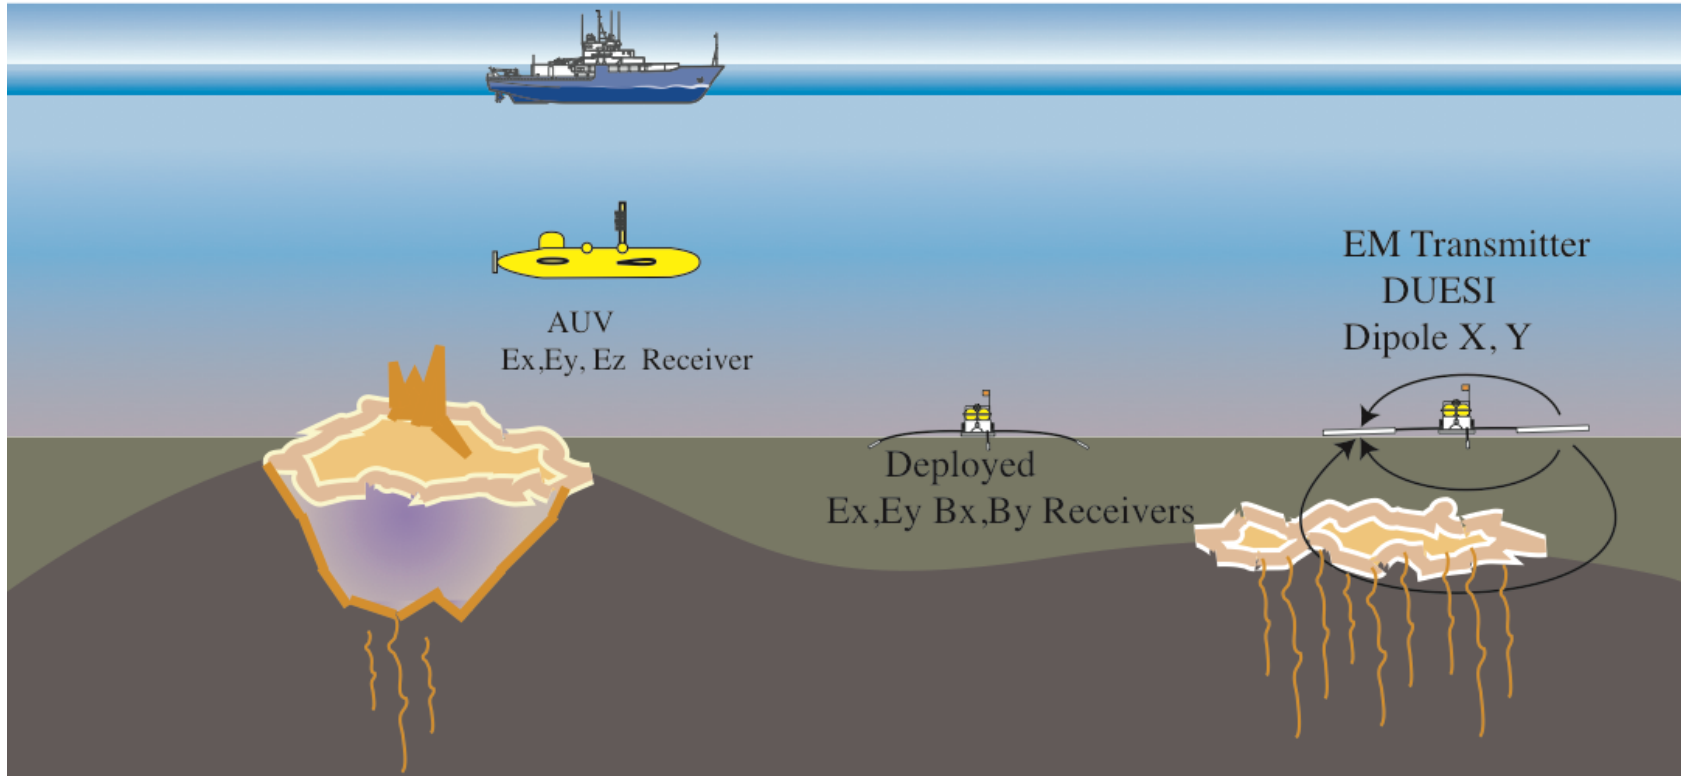 EM Transmitter
DUESI
Dipole X, Y
AUV
Ex,Ey, Ez Receiver
Deployed
Ex,Ey Bx,By Receivers